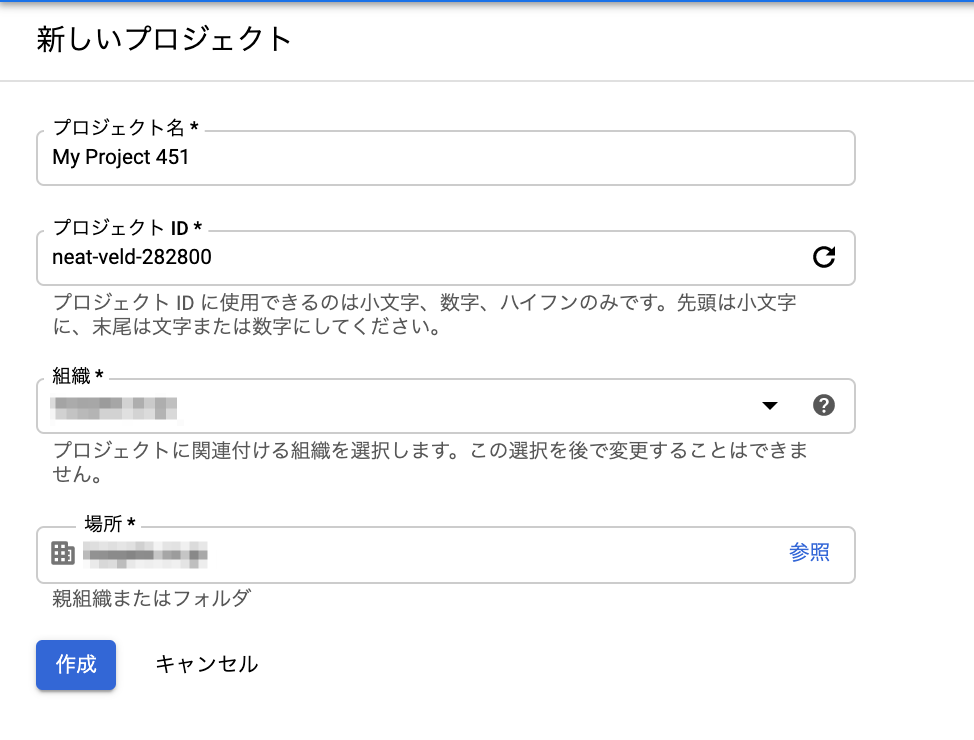 新しいプロジェクト
プロジェクト名 *
My Project 451
プロジェクト ID *
neat-veld-282800
プロジェクト ID に使用できるのは小文字、数字、ハイフンのみです。先頭は小文字
に、末尾は文字または数字にしてください。
組織 *
プロジェクトに関連付ける組織を選択します。この選択を後で変更することはできま
せん。
場所 *
参照
親組織またはフォルダ
作成 キャンセル